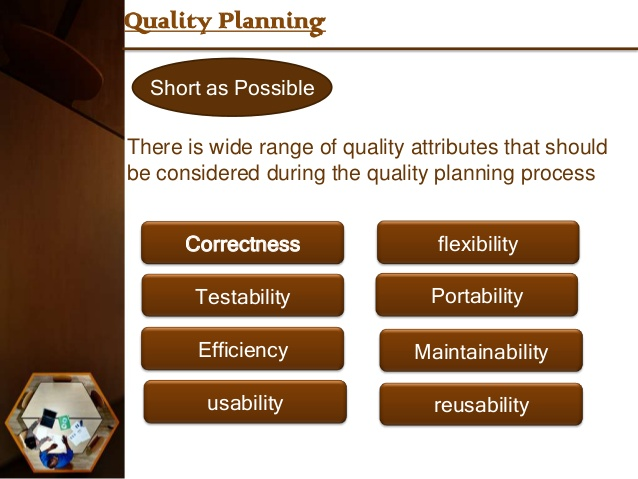 Quality Planning
Short as Possible
There is wide range of quality attributes that should
be considered during the quality planning process
Correctness
flexibility
Testability
Portability
Efficiency
Maintainability
usability
reusability